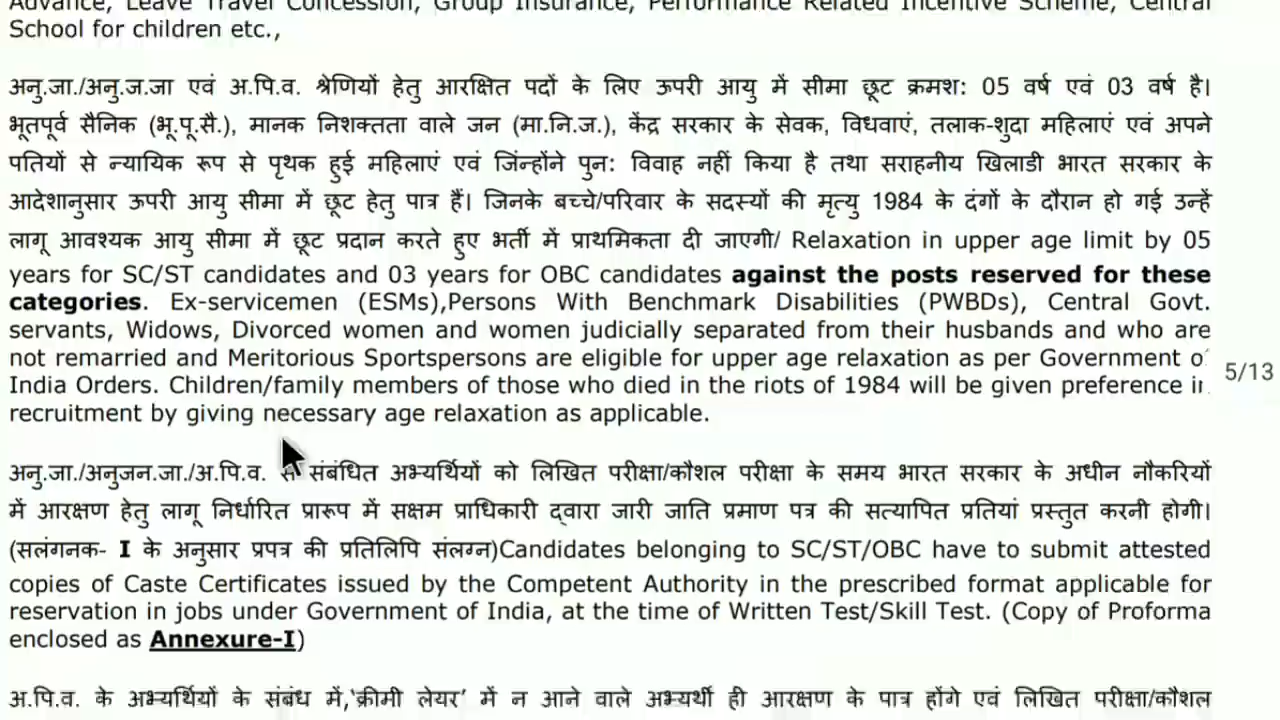 Advance, Leave Travel Concession, Group Insurance, Performance Related Incentive Scheme, Central
School for children etc.,
अनु.जा./अनु.ज.जा एवं अ.पि.व. श्रेणियों हेतु आरक्षित पदों के लिए ऊपरी आयु में सीमा छूट क्रमश: 05 वर्ष एवं 03 वर्ष है।
भूतपूर्व सैनिक (भू.पू.सै.), मानक निशक्तता वाले जन (मा.नि.ज.), केंद्र सरकार के सेवक, विधवाएं, तलाक-शुदा महिलाएं एवं अपने
पतियों से न्यायिक रूप से पृथक हुई महिलाएं एवं जिंन्होंने पुन: विवाह नहीं किया है तथा सराहनीय खिलाडी भारत सरकार के
आदेशानुसार ऊपरी आयु सीमा में छूट हेतु पात्र हैं। जिनके बच्चे/परिवार के सदस्यों की मृत्यु 1984 के दंगों के दौरान हो गई उन्हें
लागू आवश्यक आयु सीमा में छूट प्रदान करते हुए भर्ती में प्राथमिकता दी जाएगी/ Relaxation in upper age limit by 05
years for SC/ST candidates and 03 years for OBC candidates against the posts reserved for these
categories. Ex-servicemen (ESMs),Persons With Benchmark Disabilities (PWBDs), Central Govt.
servants, Widows, Divorced women and women judicially separated from their husbands and who are
not remarried and Meritorious Sportspersons are eligible for upper age relaxation as per Government of
India Orders. Children/family members of those who died in the riots of 1984 will be given preference in
recruitment by giving necessary age relaxation as applicable.
5/13
अनु.जा./अनुजन.जा./अ.पि.व. से संबंधित अभ्यर्थियों को लिखित परीक्षा/कौशल परीक्षा के समय भारत सरकार के अधीन नौकरियों
में आरक्षण हेतु लागू निर्धारित प्रारूप में सक्षम प्राधिकारी द्वारा जारी जाति प्रमाण पत्र की सत्यापित प्रतियां प्रस्तुत करनी होगी।
(सलंगनक- I के अनुसार प्रपत्र की प्रतिलिपि संलग्न)Candidates belonging to SC/ST/OBC have to submit attested
copies of Caste Certificates issued by the Competent Authority in the prescribed format applicable for
reservation in jobs under Government of India, at the time of Written Test/Skill Test. (Copy of Proforma
enclosed as Annexure-I)
अ.पि.व. के अभ्यर्थियों के संबंध में,'क्रीमी लेयर' में न आने वाले अभ्यर्थी ही आरक्षण के पात्र होंगे एवं लिखित परीक्षा/कौशल